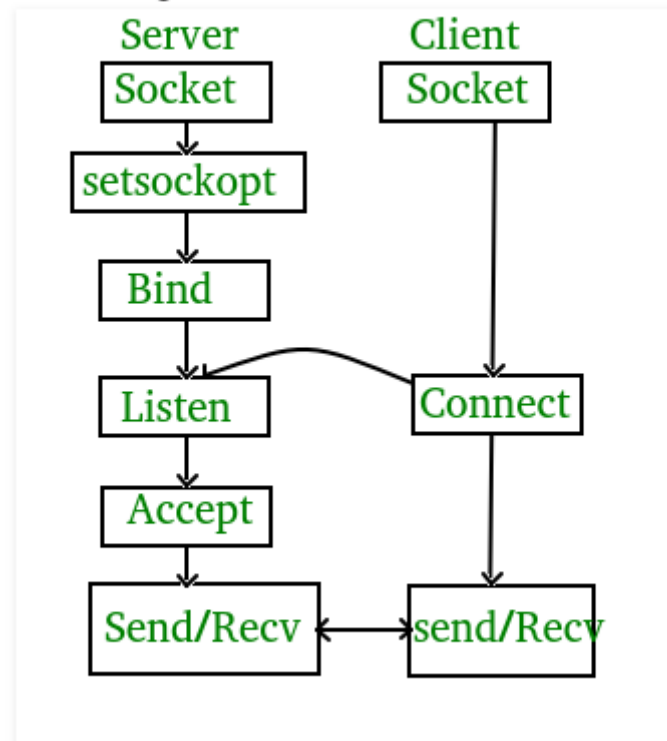 Server Client
Socket Socket
setsockopt
Bind
Listen Connect
Accept
Send/Recv send/Recv